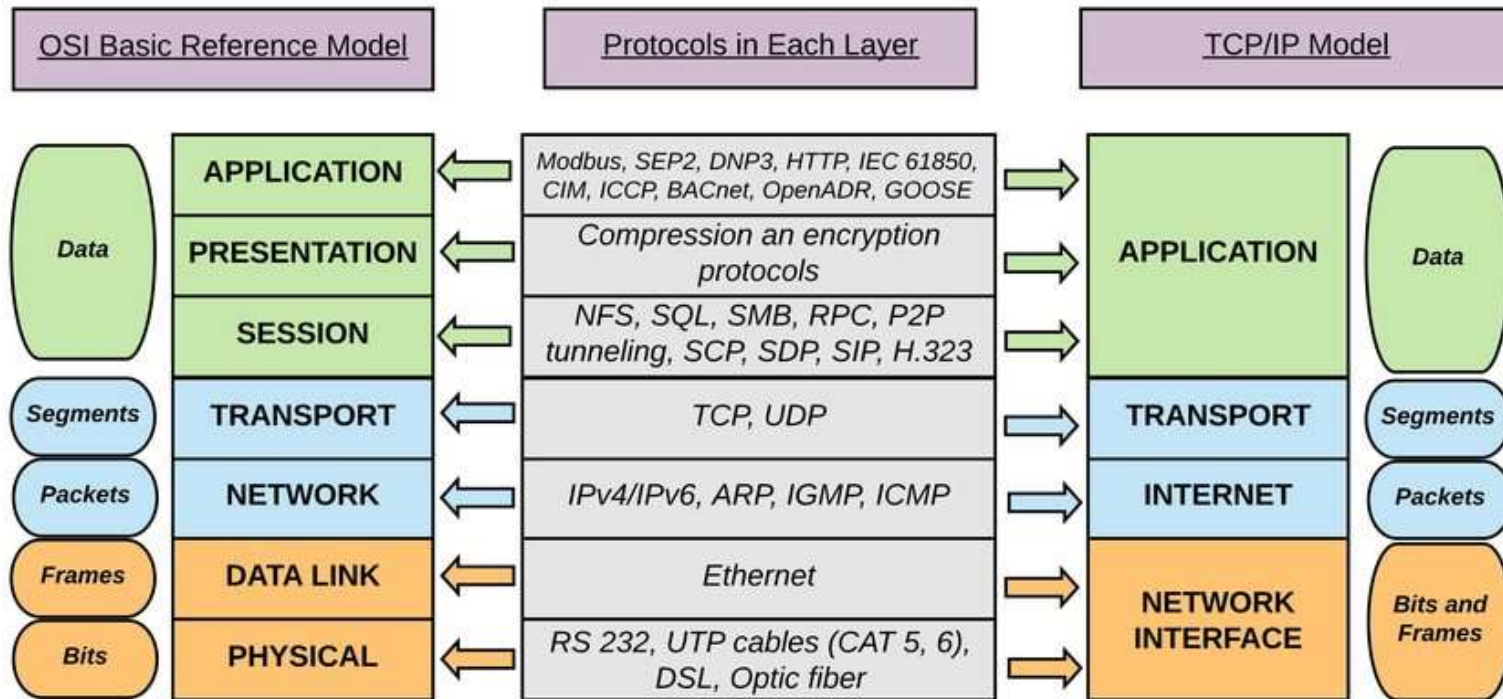 OSI Basic Reference Model
Protocols in Each Layer
TCP/IP Model
Data
APPLICATION
Modbus, SEP2, DNP3, HTTP, IEC 61850,
CIM, ICCP, BACnet, OpenADR, GOOSE
PRESENTATION
Compression an encryption
protocols
SESSION
NFS, SQL, SMB, RPC, P2P
tunneling, SCP, SDP, SIP, H.323
APPLICATION
Data
Segments
TRANSPORT
TCP, UDP
TRANSPORT
Segments
Packets
NETWORK
IPv4/IPv6, ARP, IGMP, ICMP
INTERNET
Packets
Frames
DATA LINK
Ethernet
Bits
PHYSICAL
RS 232, UTP cables (CAT 5, 6),
DSL, Optic fiber
NETWORK
INTERFACE
Bits and
Frames